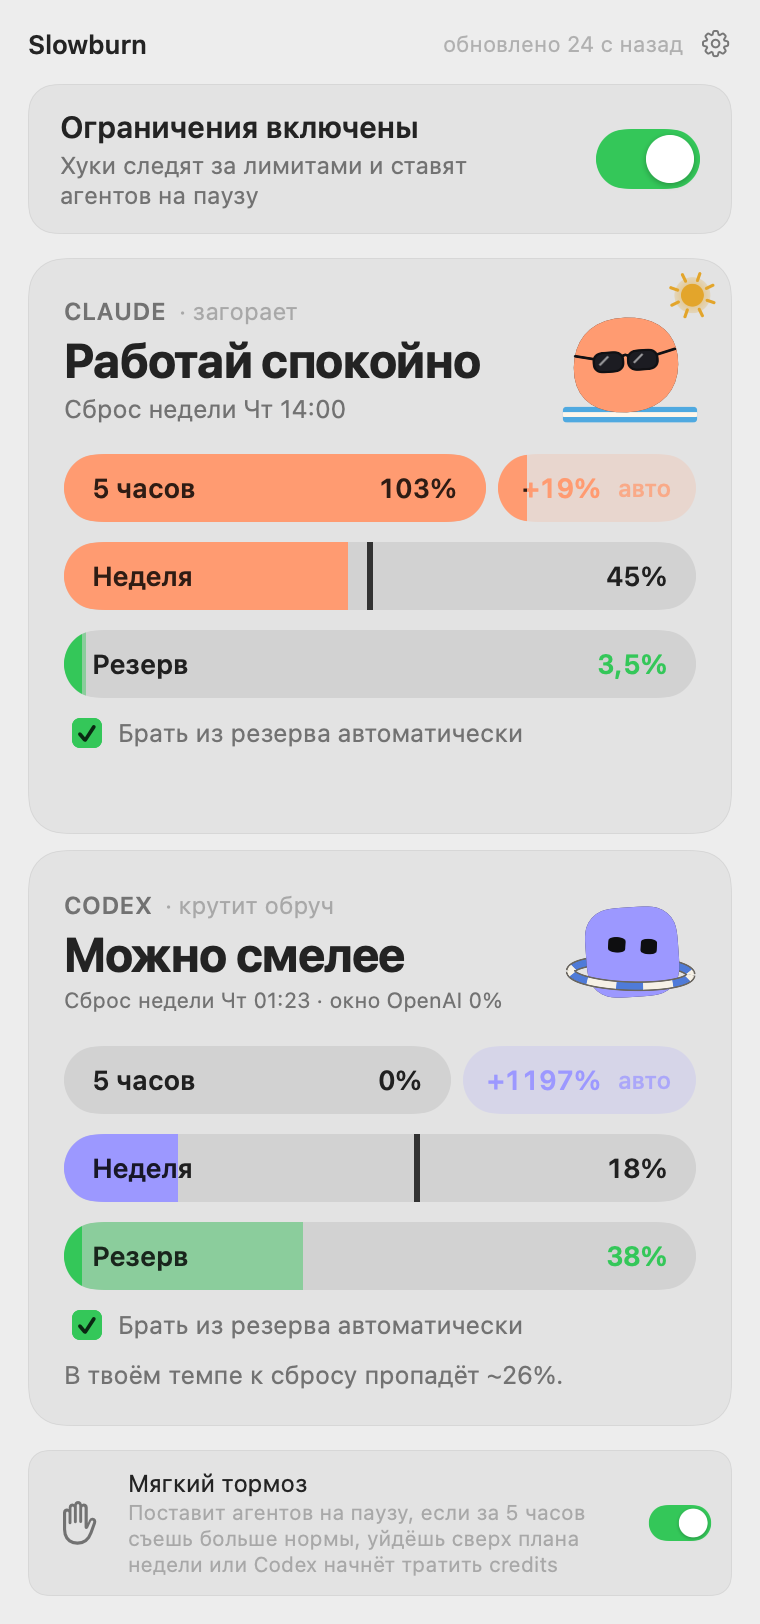 Slowburn
обновлено 24 с назад
Ограничения включены
Хуки следят за лимитами и ставят
агентов на паузу
CLAUDE · загорает
Работай спокойно
Сброс недели Чт 14:00
5 часов 103% +19% авто
Неделя 45%
Резерв 3,5%
Брать из резерва автоматически
CODEX · крутит обруч
Можно смелее
Сброс недели Чт 01:23 · окно OpenAI 0%
5 часов 0% +1197% авто
Неделя 18%
Резерв 38%
Брать из резерва автоматически
В твоём темпе к сбросу пропадёт ~26%.
Мягкий тормоз
Поставит агентов на паузу, если за 5 часов
съешь больше нормы, уйдёшь сверх плана
недели или Codex начнёт тратить credits